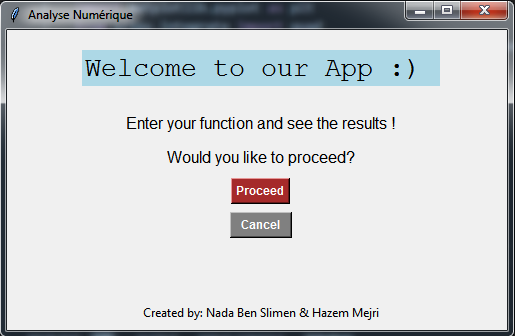 Analyse Numérique
Welcome to our App :)
Enter your function and see the results !
Would you like to proceed?
Proceed
Cancel
Created by: Nada Ben Slimen & Hazem Mejri